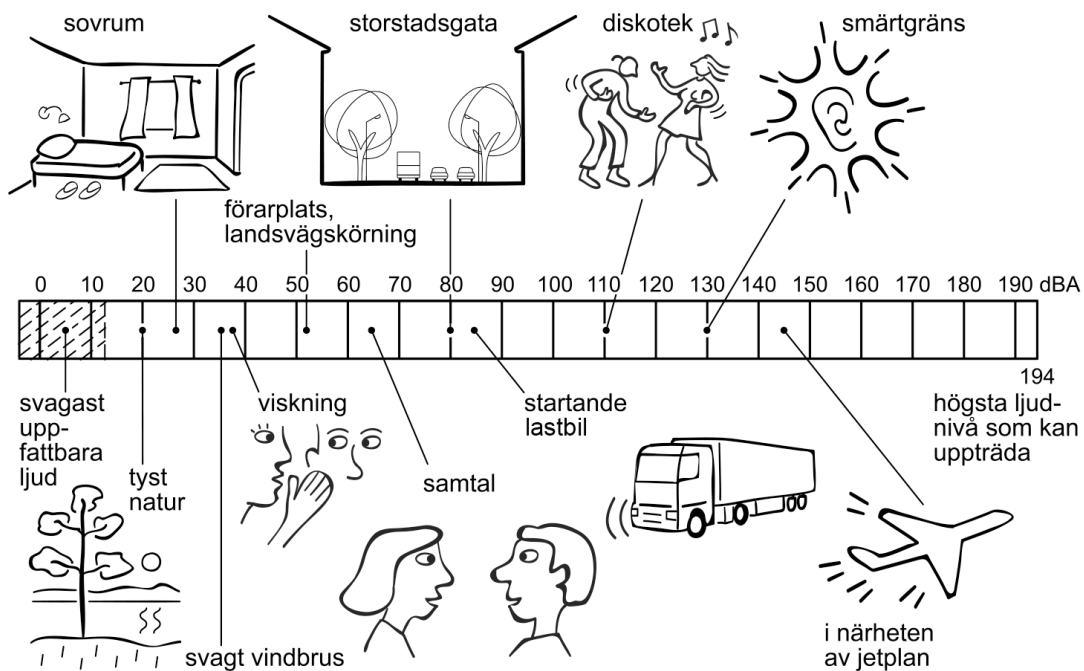 sovrum
storstadsgata
diskotek
smärtgräns
förarplats,
landsvägskörning
0 10 20 30 40 50 60 70 80 90 100 110 120 130 140 150 160 170 180 190 dBA
194
svagast
upp-
fattbara
ljud
tyst
natur
viskning
samtal
startande
lastbil
högsta ljud-
nivå som kan
uppträda
svagt vindbrus
i närheten
av jetplan